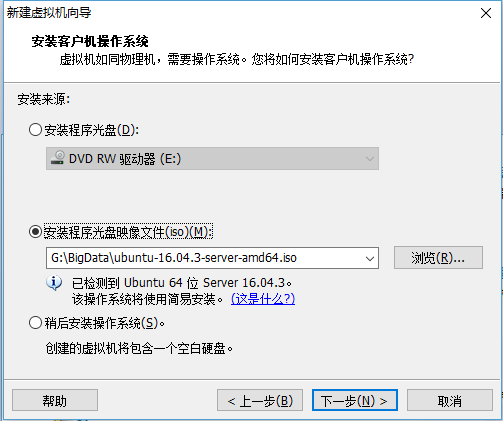 新建虚拟机向导
安装客户机操作系统
虚拟机如同物理机，需要操作系统。您将如何安装客户机操作系统?
安装来源:
安装程序光盘(D):
DVD RW 驱动器 (E:)
安装程序光盘映像文件(iso)(M):
G:\BigData\ubuntu-16.04.3-server-amd64.iso
浏览(R)...
已检测到 Ubuntu 64 位 Server 16.04.3。
该操作系统将使用简易安装。 (这是什么?)
稍后安装操作系统(S)。
创建的虚拟机将包含一个空白硬盘。
帮助
< 上一步(B)
下一步(N) >
取消